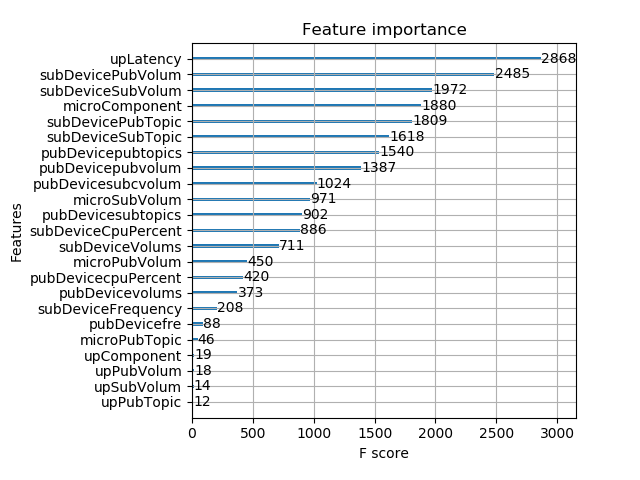 Feature importance
upLatency 2868
subDevicePubVolum 2485
subDeviceSubVolum 1972
microComponent 1880
subDevicePubTopic 1809
subDeviceSubTopic 1618
pubDevicepubtopics 1540
pubDevicepubvolum 1387
pubDevicesubcvolum 1024
microSubVolum 971
pubDevicesubtopics 902
subDeviceCpuPercent 886
subDeviceVolums 711
microPubVolum 450
pubDevicecpuPercent 420
pubDevicevolums 373
subDeviceFrequency 208
pubDevicefre 88
microPubTopic 46
upComponent 19
upPubVolum 18
upSubVolum 14
upPubTopic 12
Features
0 500 1000 1500 2000 2500 3000
F score